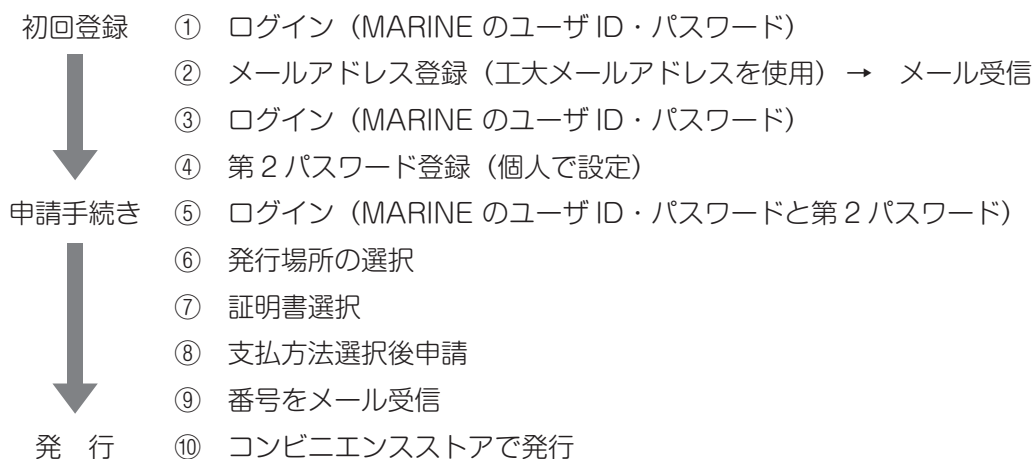 初回登録 ① ログイン（MARINE のユーザ ID・パスワード）
② メールアドレス登録（工大メールアドレスを使用）→ メール受信
③ ログイン（MARINE のユーザ ID・パスワード）
④ 第 2 パスワード登録（個人で設定）
申請手続き ⑤ ログイン（MARINE のユーザ ID・パスワードと第 2 パスワード）
⑥ 発行場所の選択
⑦ 証明書選択
⑧ 支払方法選択後申請
⑨ 番号をメール受信
発 行 ⑩ コンビニエンスストアで発行